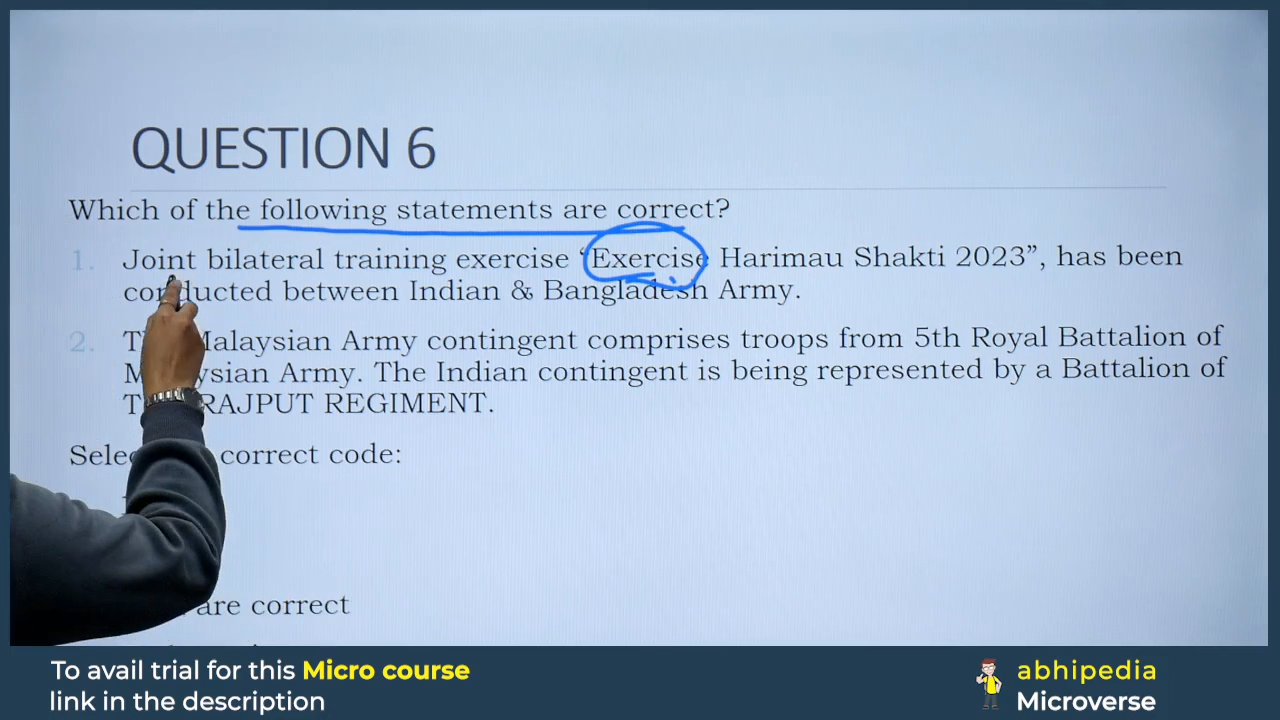 QUESTION 6
Which of the following statements are correct?
1. Joint bilateral training exercise ‘Exercise Harimau Shakti 2023”, has been
conducted between Indian & Bangladesh Army.
2. Malaysian Army contingent comprises troops from 5th Royal Battalion of
Army. The Indian contingent is being represented by a Battalion of
RAJPUT REGIMENT.
correct code:
are correct
To avail trial for this Micro course
link in the description
abhipedia
Microverse